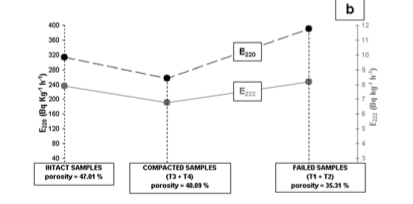 b
400
360
320
280
240
200
160
120
80
40
12
11
10
9
8
7
6
5
4
3
E220 (Bq Kg-1 h-1)
E220
E222
E222 (Bq kg-1 h-1)
INTACT SAMPLES
porosity = 47.01 %
COMPACTED SAMPLES
(T3 + T4)
porosity = 40.09 %
FAILED SAMPLES
(T1 + T2)
porosity = 35.31 %